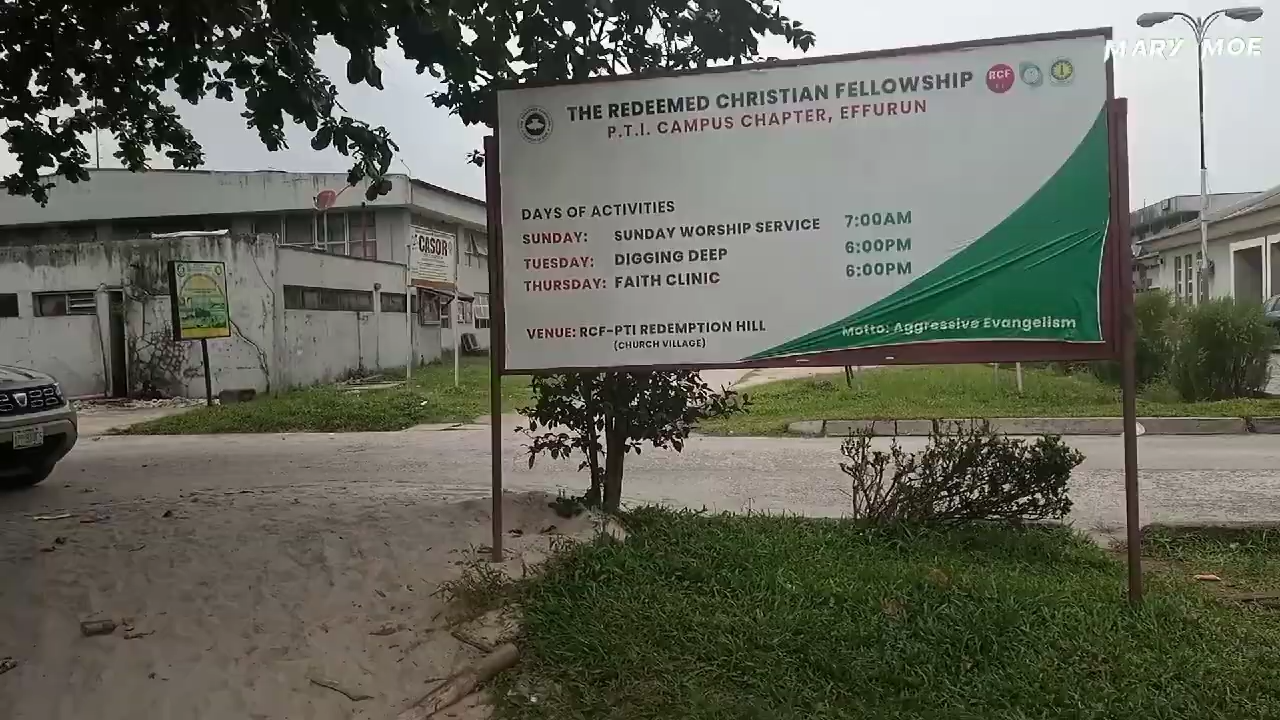 MARY MOE
THE REDEEMED CHRISTIAN FELLOWSHIP
RCF
P.T.I. CAMPUS CHAPTER, EFFURUN
DAYS OF ACTIVITIES
SUNDAY: SUNDAY WORSHIP SERVICE 7:00AM
TUESDAY: DIGGING DEEP 6:00PM
THURSDAY: FAITH CLINIC 6:00PM
VENUE: RCF-PTI REDEMPTION HILL
(CHURCH VILLAGE)
Motto: Aggressive Evangelism
CASOR